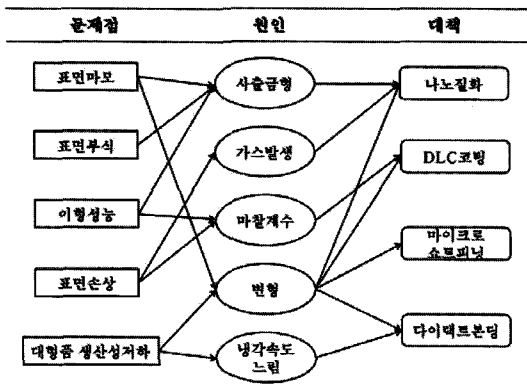 문제점 원인 대책
표면마모 사출금형 나노질화
표면부식 가스발생 DLC코팅
이형성능 마찰계수 마이크로
쇼트피닝
표면손상 변형 다이랙트본딩
대형품 생산성저하 냉각속도
느림